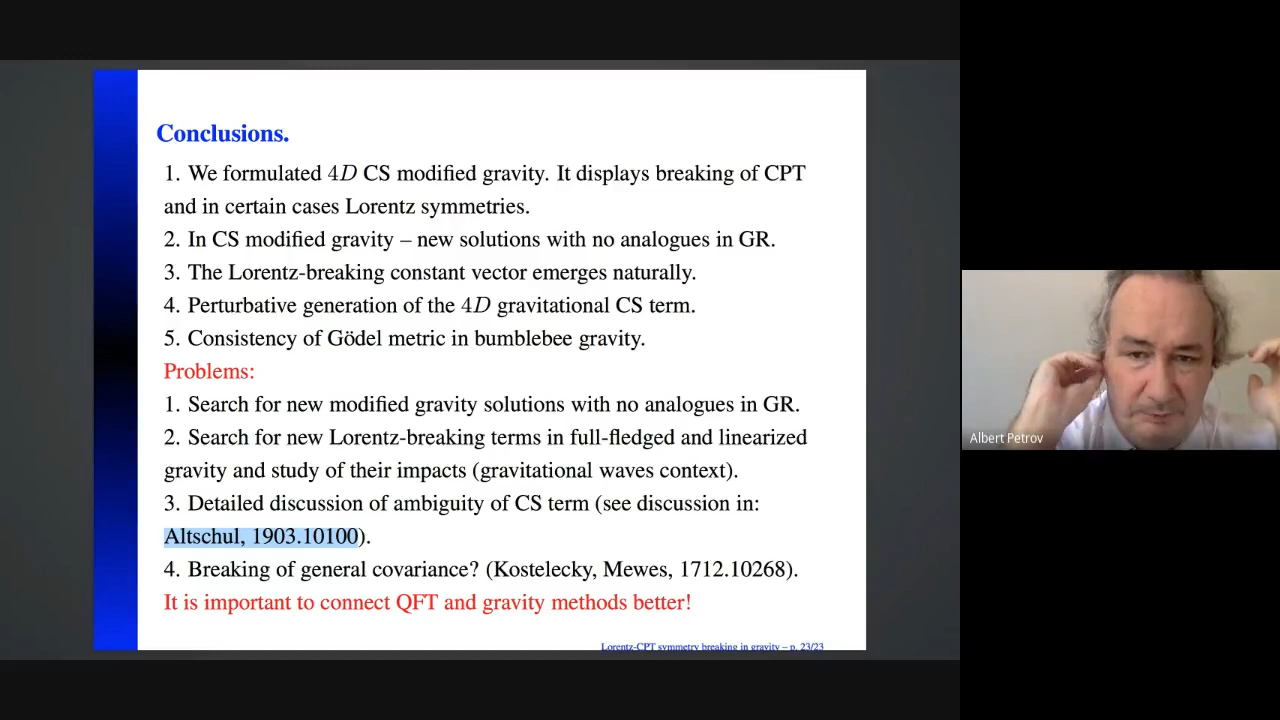 Conclusions.
1. We formulated 4D CS modified gravity. It displays breaking of CPT
and in certain cases Lorentz symmetries.
2. In CS modified gravity – new solutions with no analogues in GR.
3. The Lorentz-breaking constant vector emerges naturally.
4. Perturbative generation of the 4D gravitational CS term.
5. Consistency of Gödel metric in bumblebee gravity.
Problems:
1. Search for new modified gravity solutions with no analogues in GR.
2. Search for new Lorentz-breaking terms in full-fledged and linearized
gravity and study of their impacts (gravitational waves context).
3. Detailed discussion of ambiguity of CS term (see discussion in:
Altschul, 1903.10100).
4. Breaking of general covariance? (Kostelecky, Mewes, 1712.10268).
It is important to connect QFT and gravity methods better!
Lorentz-CPT symmetry breaking in gravity – p. 23/23
Albert Petrov